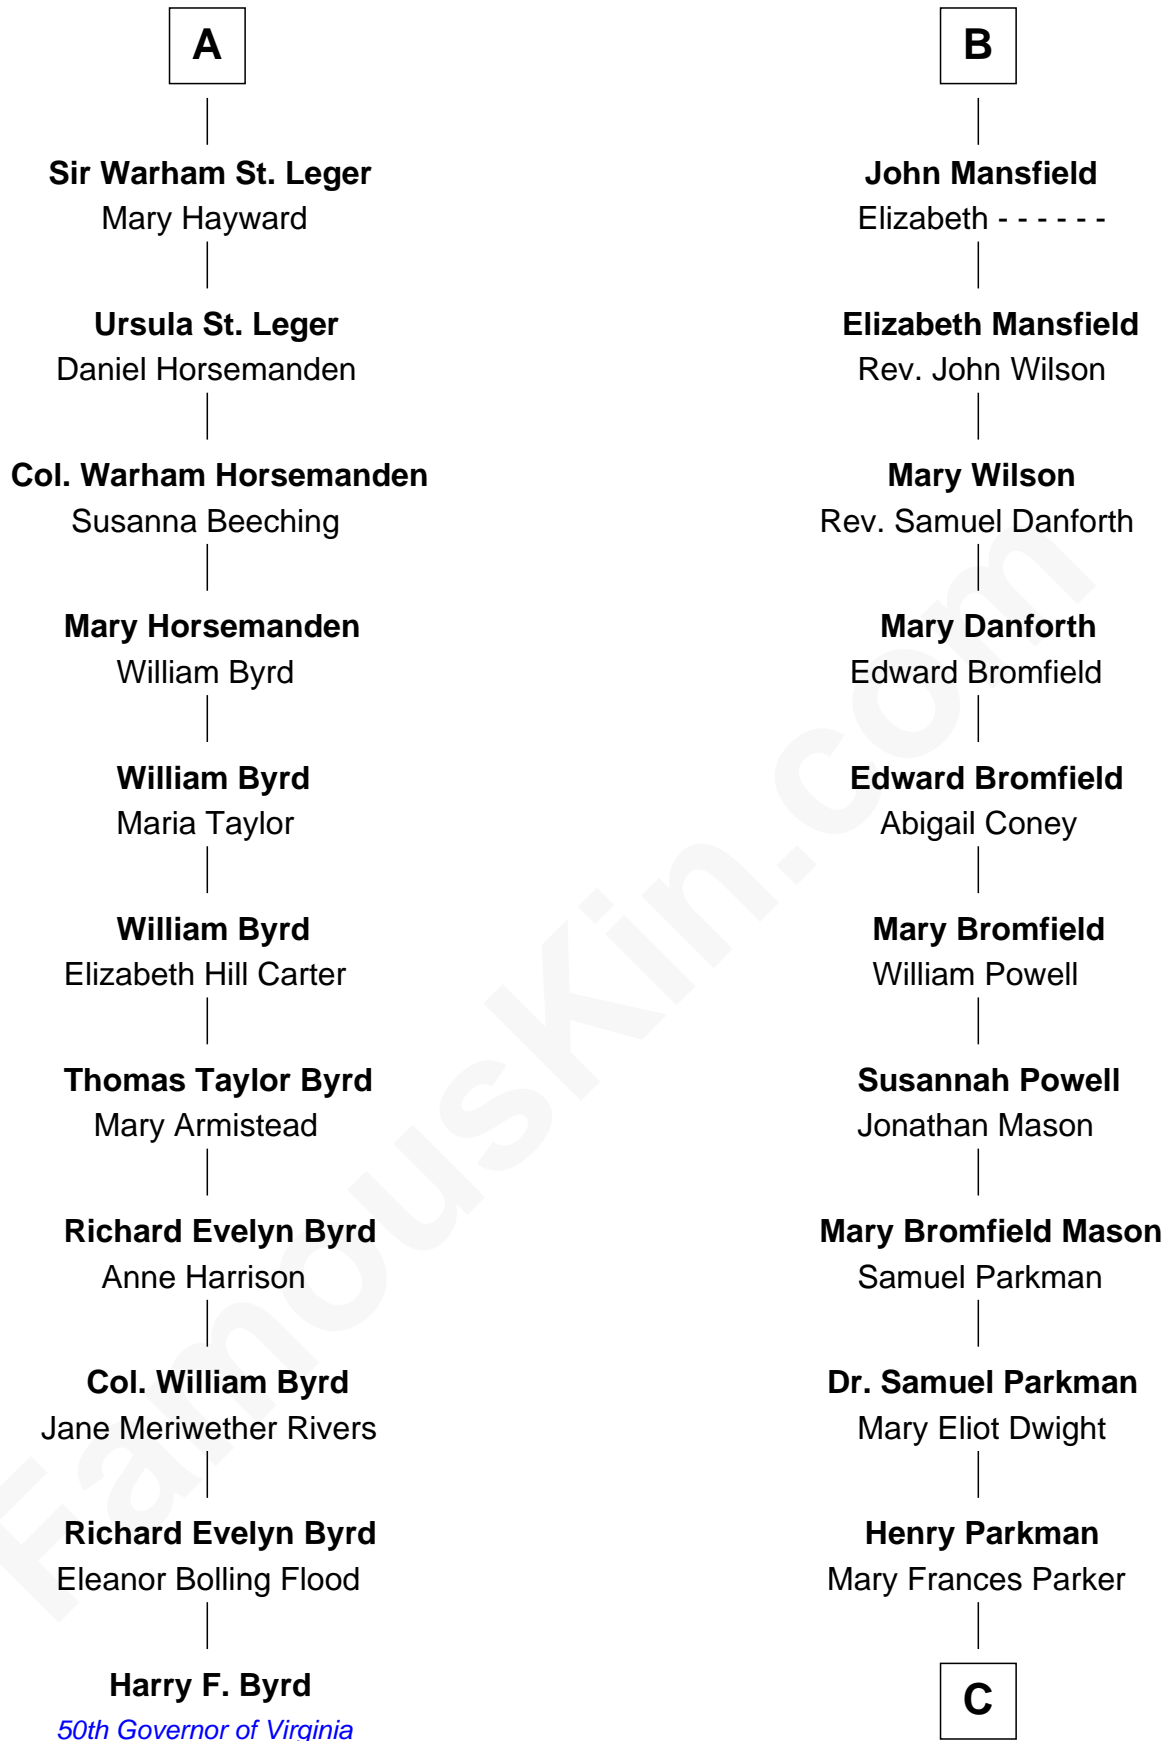 A
Sir Warham St. Leger
Mary Hayward
Ursula St. Leger
Daniel Horsemanden
Col. Warham Horsemanden
Susanna Beeching
Mary Horsemanden
William Byrd
William Byrd
Maria Taylor
William Byrd
Elizabeth Hill Carter
Thomas Taylor Byrd
Mary Armistead
Richard Evelyn Byrd
Anne Harrison
Col. William Byrd
Jane Meriwether Rivers
Richard Evelyn Byrd
Eleanor Bolling Flood
Harry F. Byrd
50th Governor of Virginia
B
John Mansfield
Elizabeth - - - - - -
Elizabeth Mansfield
Rev. John Wilson
Mary Wilson
Rev. Samuel Danforth
Mary Danforth
Edward Bromfield
Edward Bromfield
Abigail Coney
Mary Bromfield
William Powell
Susannah Powell
Jonathan Mason
Mary Bromfield Mason
Samuel Parkman
Dr. Samuel Parkman
Mary Eliot Dwight
Henry Parkman
Mary Frances Parker
C
FamousKin.com